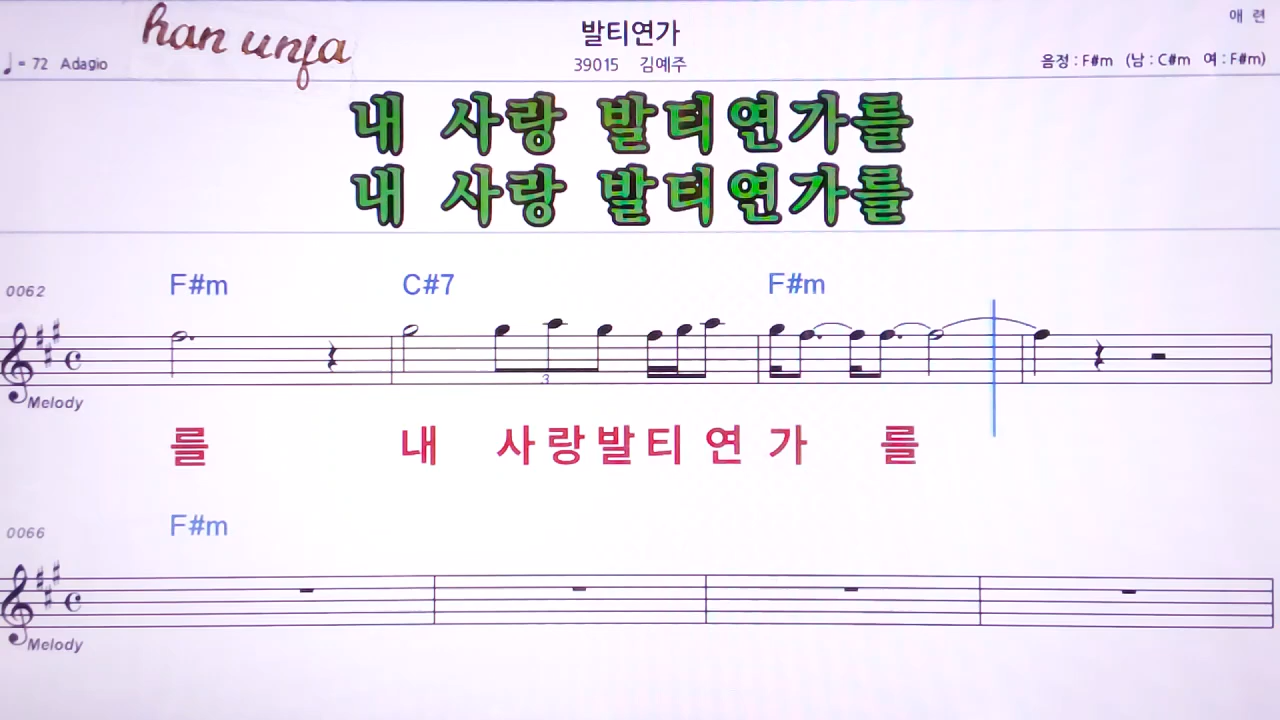 애 련
han unfa
발티연가
♩= 72 Adagio
39015 김예주
음정 : F#m (남 : C#m 여 : F#m)
내 사랑 발티연가를
내 사랑 발티연가를
0062 F#m C#7 F#m
3
Melody
를 내 사랑발티 연 가 를
0066 F#m
Melody